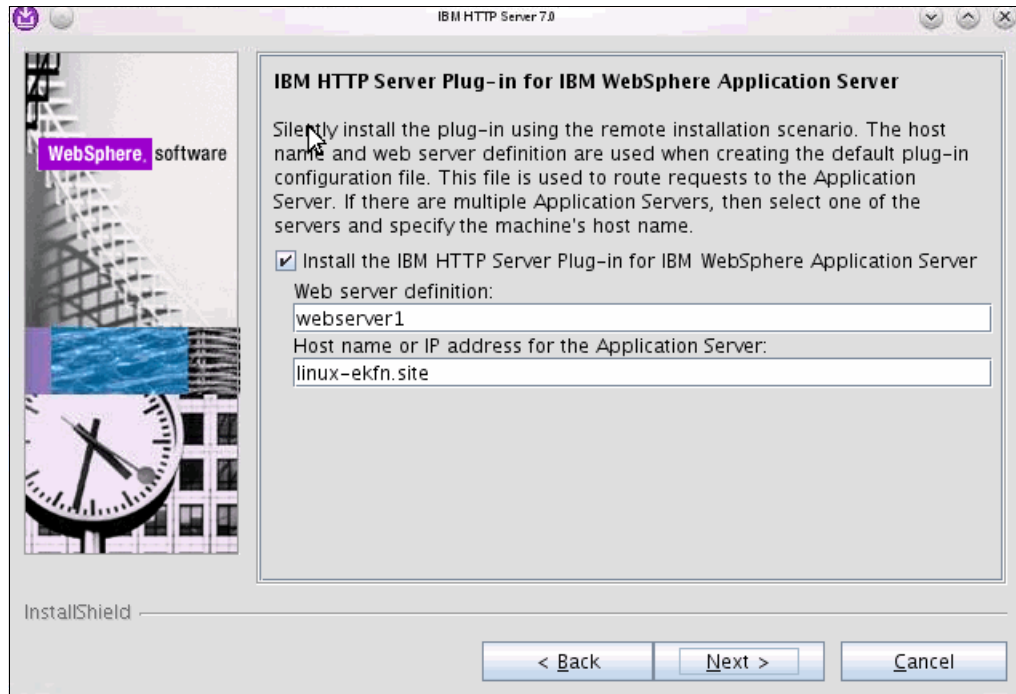 IBM HTTP Server 7.0
WebSphere. software
IBM HTTP Server Plug-in for IBM WebSphere Application Server
Silently install the plug-in using the remote installation scenario. The host
name and web server definition are used when creating the default plug-in
configuration file. This file is used to route requests to the Application
Server. If there are multiple Application Servers, then select one of the
servers and specify the machine's host name.
Install the IBM HTTP Server Plug-in for IBM WebSphere Application Server
Web server definition:
webserver1
Host name or IP address for the Application Server:
linux-ekfn.site
InstallShield
< Back
Next >
Cancel